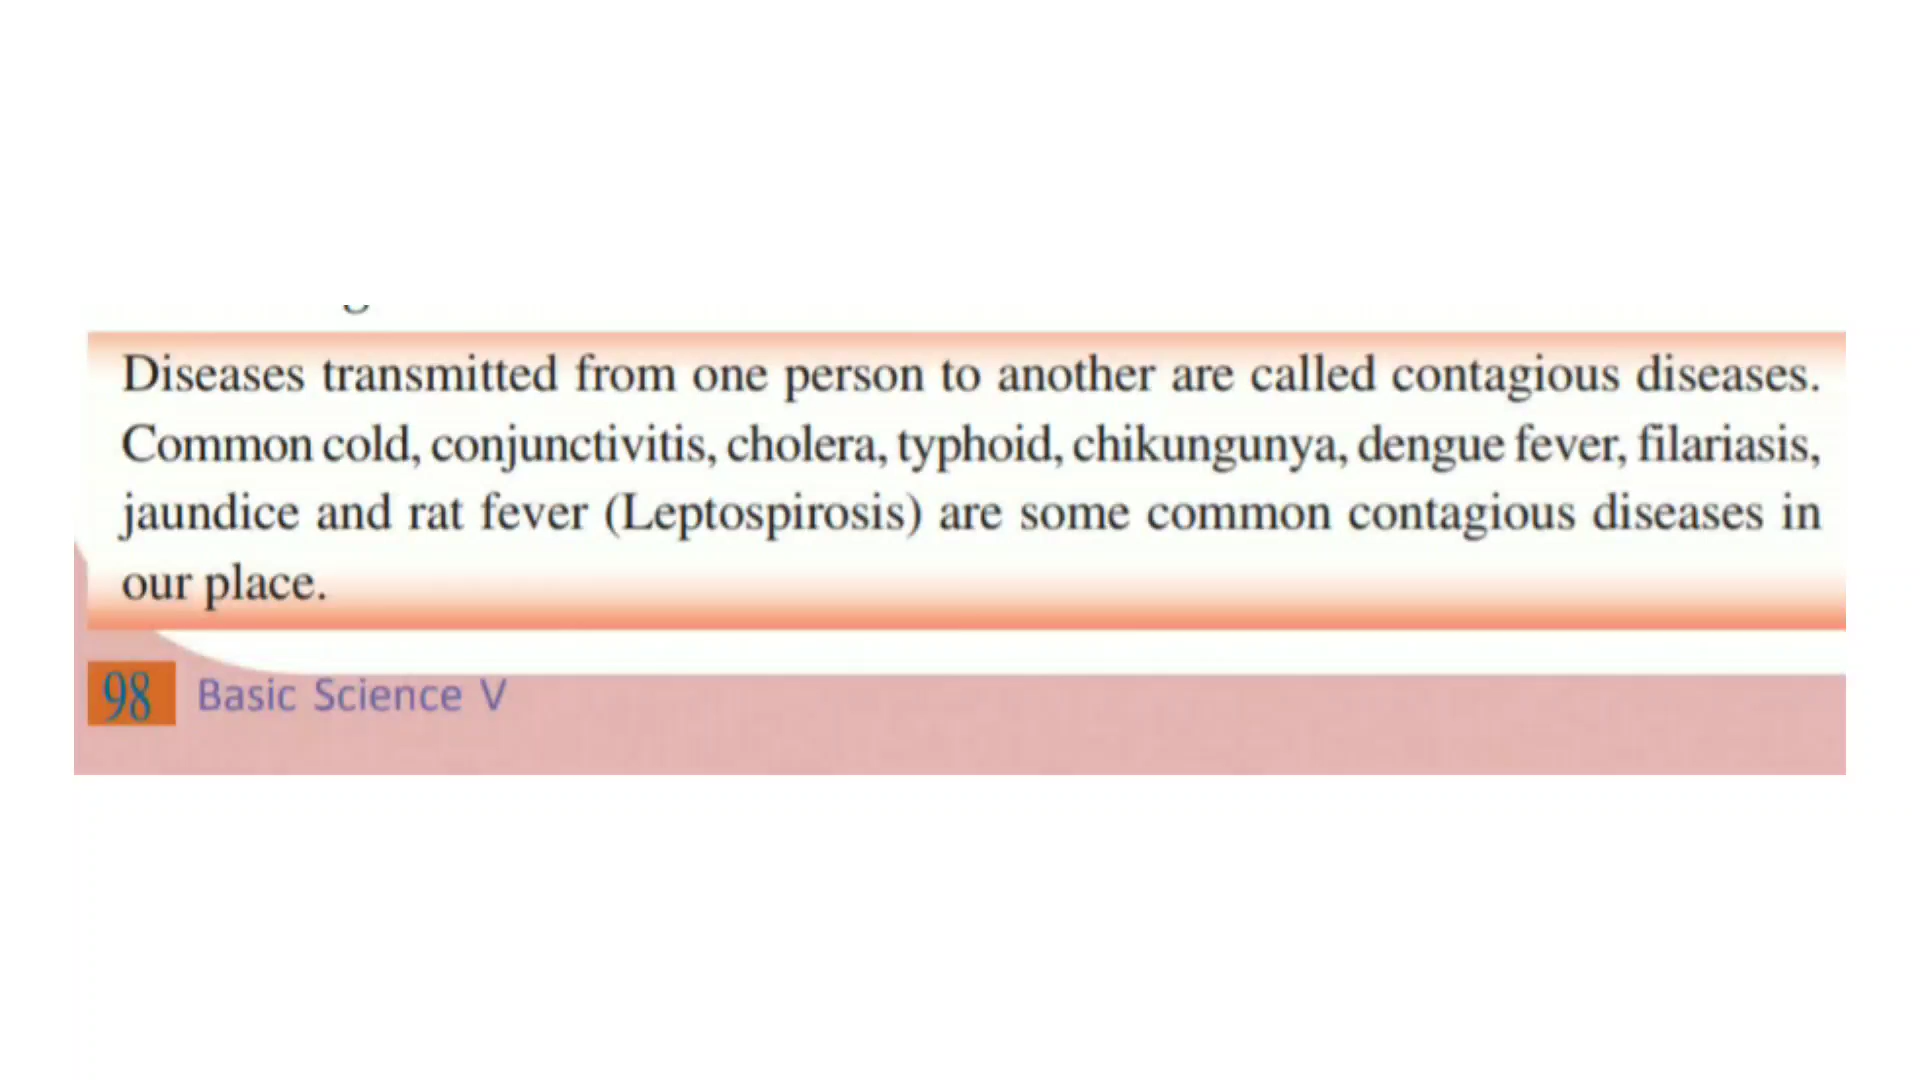 Diseases transmitted from one person to another are called contagious diseases.
Common cold, conjunctivitis, cholera, typhoid, chikungunya, dengue fever, filariasis,
jaundice and rat fever (Leptospirosis) are some common contagious diseases in
our place.
98 Basic Science V